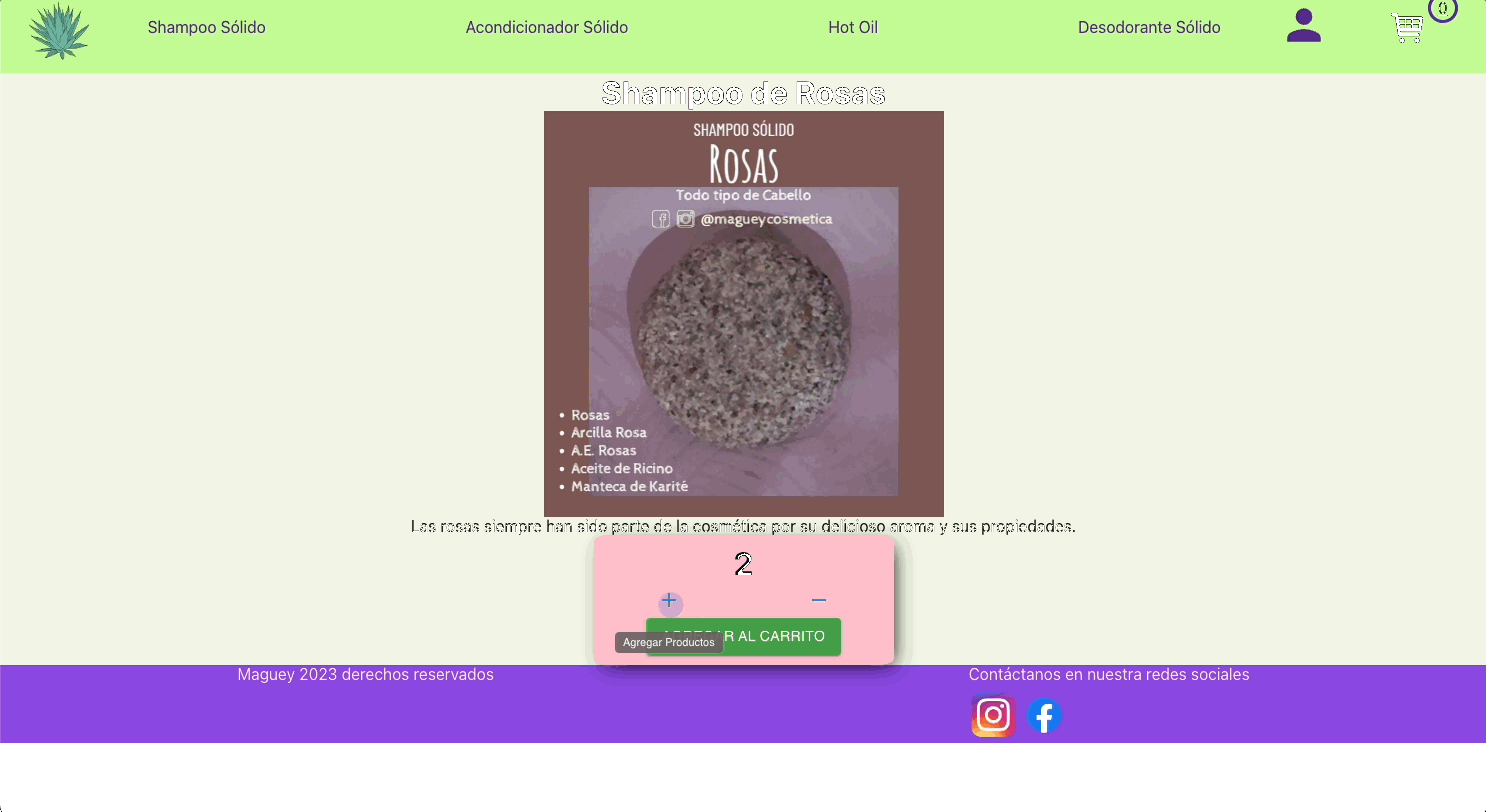 Shampoo Sólido
Acondicionador Sólido
Hot Oil
Desodorante Sólido
0
Shampoo de Rosas
SHAMPOO SÓLIDO
ROSAS
Todo tipo de Cabello
@magueycosmetica
• Rosas
• Arcilla Rosa
• A.E. Rosas
• Aceite de Ricino
• Manteca de Karité
Las rosas siempre han sido parte de la cosmética por su delicioso aroma y sus propiedades.
2
+ −
AL CARRITO
Agregar Productos
Maguey 2023 derechos reservados
Contáctanos en nuestra redes sociales